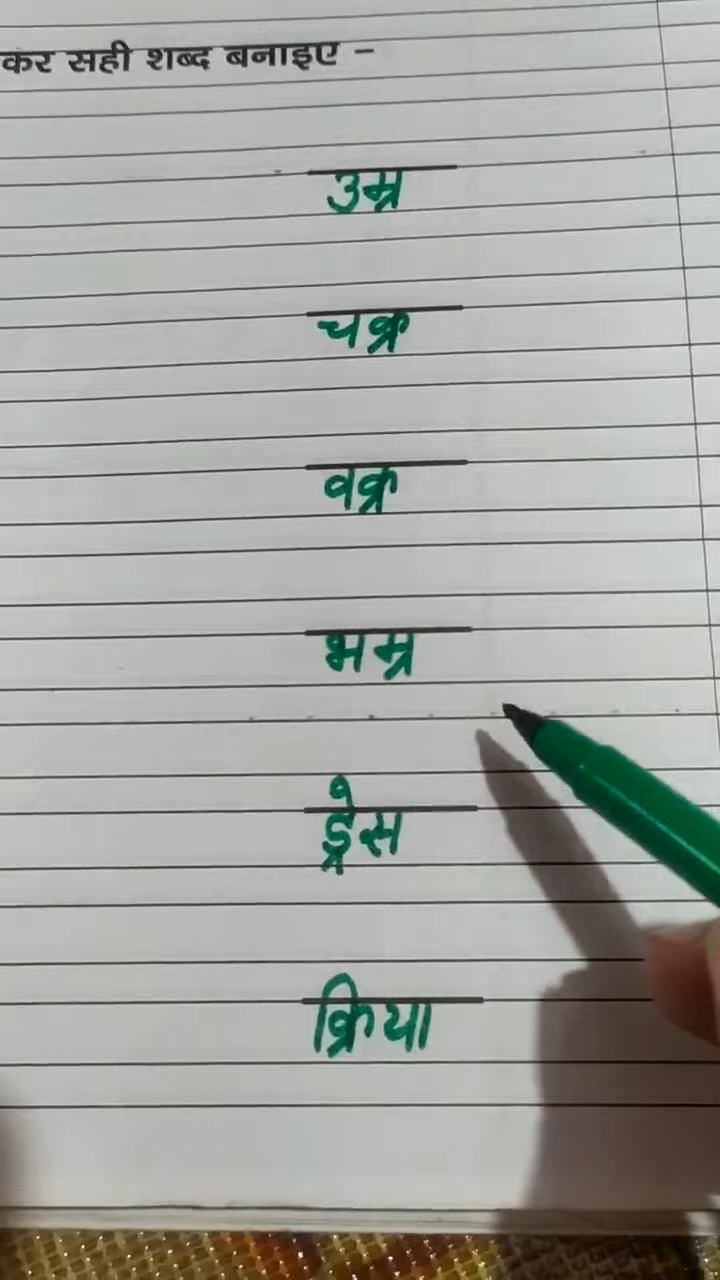 कर सही शब्द बनाइए –
उम्र
चक्र
वक्र
भम्र
ड्रेस
क्रिया